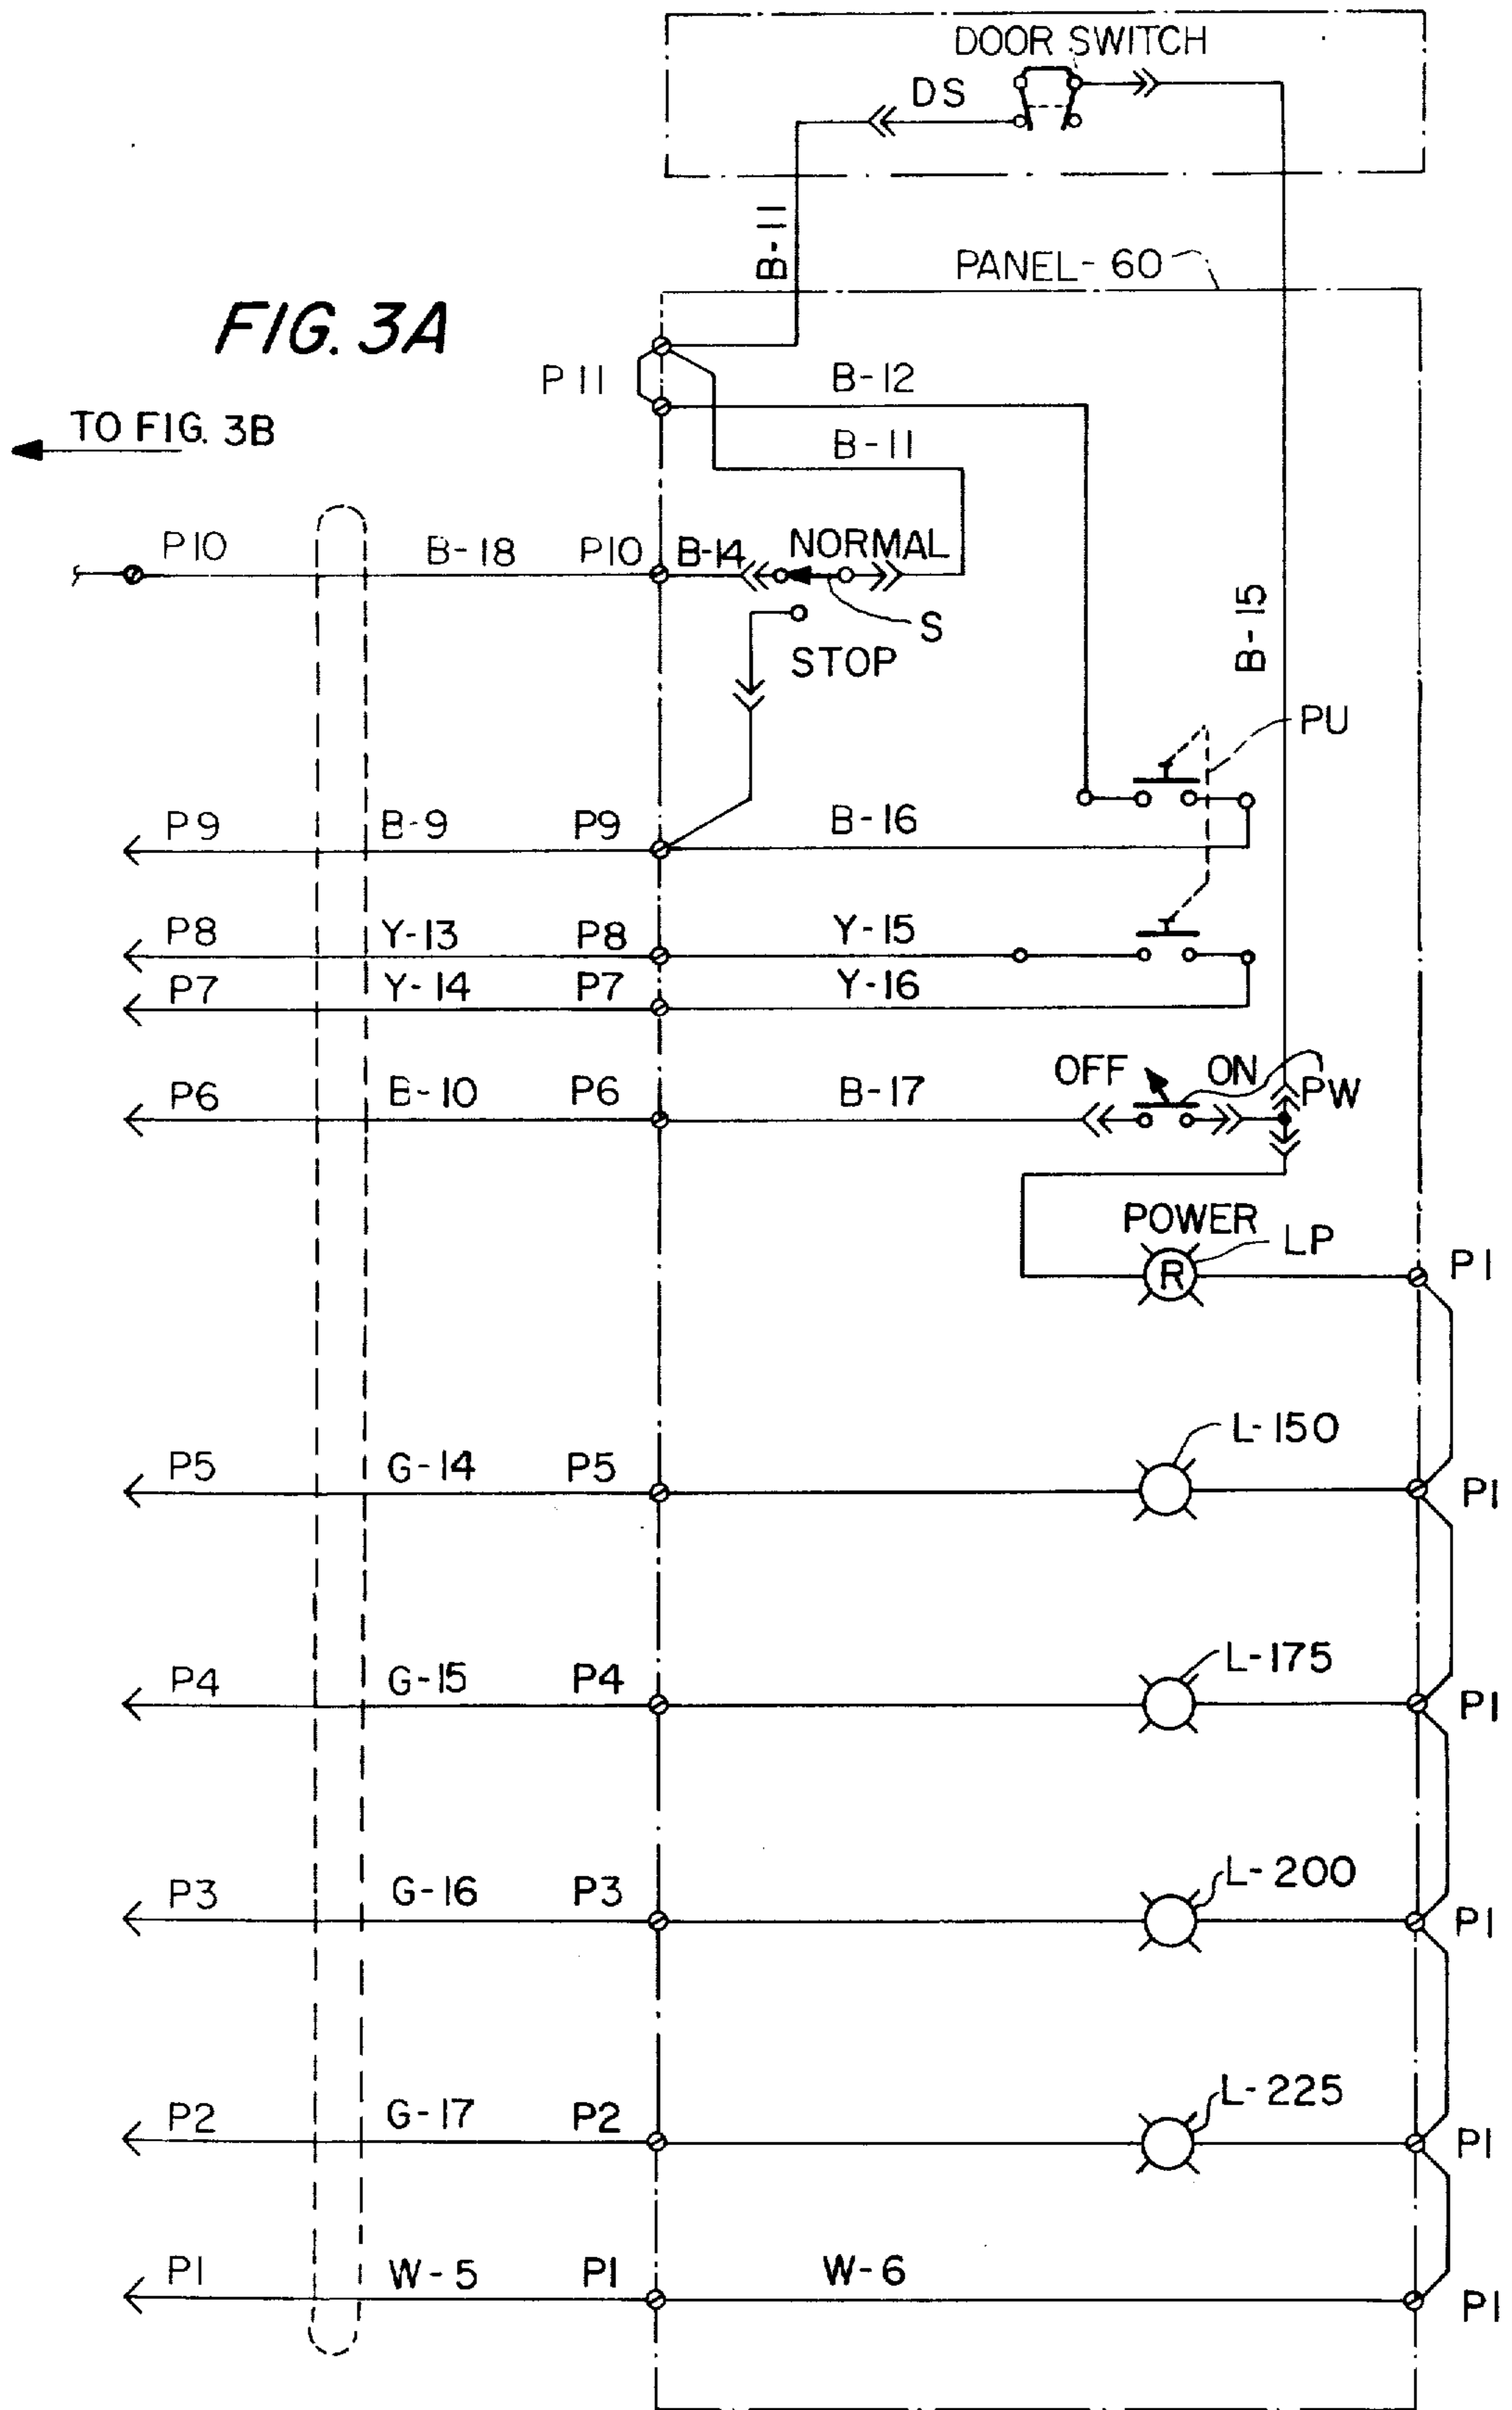 DOOR SWITCH
DS
B-11
PANEL-60
FIG. 3A
P11
B-12
TO FIG. 3B
B-11
P10
B-18
P10
B-14
NORMAL
S
STOP
B-15
PU
P9
B-9
P9
B-16
P8
Y-13
P8
Y-15
P7
Y-14
P7
Y-16
OFF
ON
PW
P6
B-10
P6
B-17
POWER
LP
R
P1
L-150
P5
G-14
P5
P1
L-175
P4
G-15
P4
P1
L-200
P3
G-16
P3
P1
L-225
P2
G-17
P2
P1
P1
W-5
P1
W-6
P1